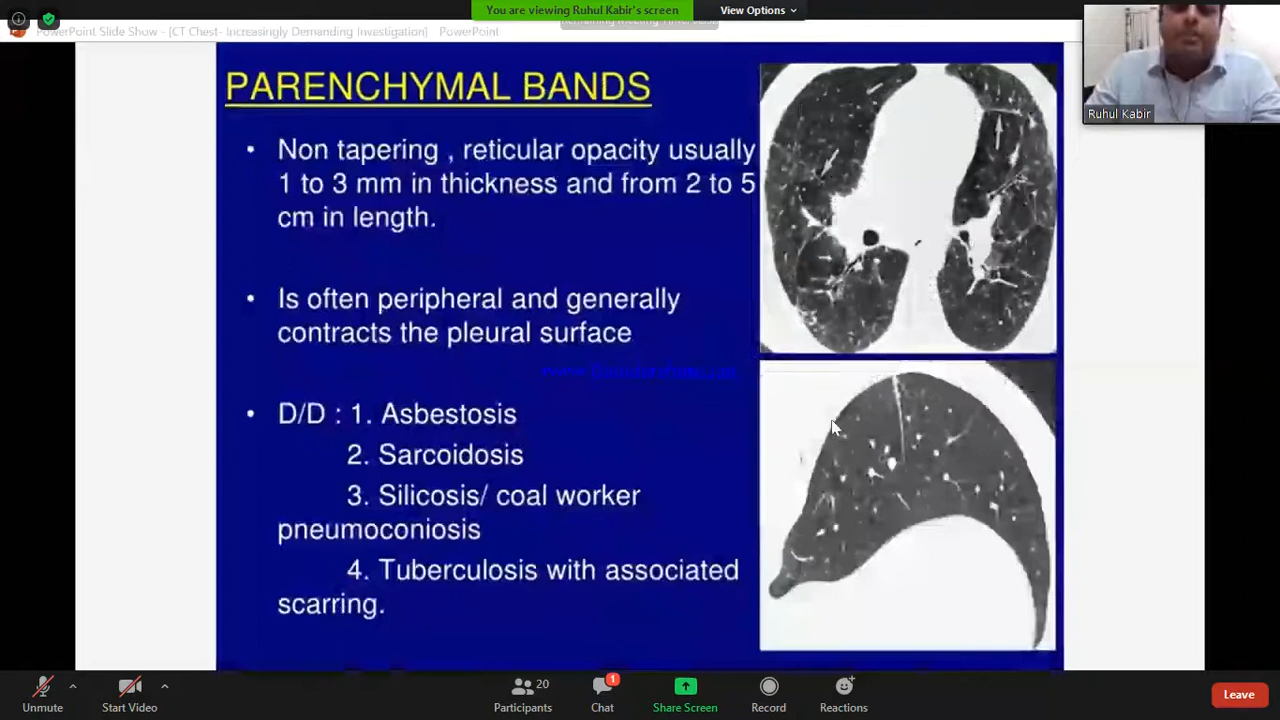 You are viewing Ruhul Kabir's screen
View Options
PowerPoint Slide Show - [CT Chest- Increasingly Demanding Investigation] - PowerPoint
Ruhul Kabir
PARENCHYMAL BANDS
• Non tapering , reticular opacity usually
1 to 3 mm in thickness and from 2 to 5
cm in length.
• Is often peripheral and generally
contracts the pleural surface
• D/D : 1. Asbestosis
2. Sarcoidosis
3. Silicosis/ coal worker
pneumoconiosis
4. Tuberculosis with associated
scarring.
Unmute
Start Video
Participants
20
Chat
1
Share Screen
Record
Reactions
Leave